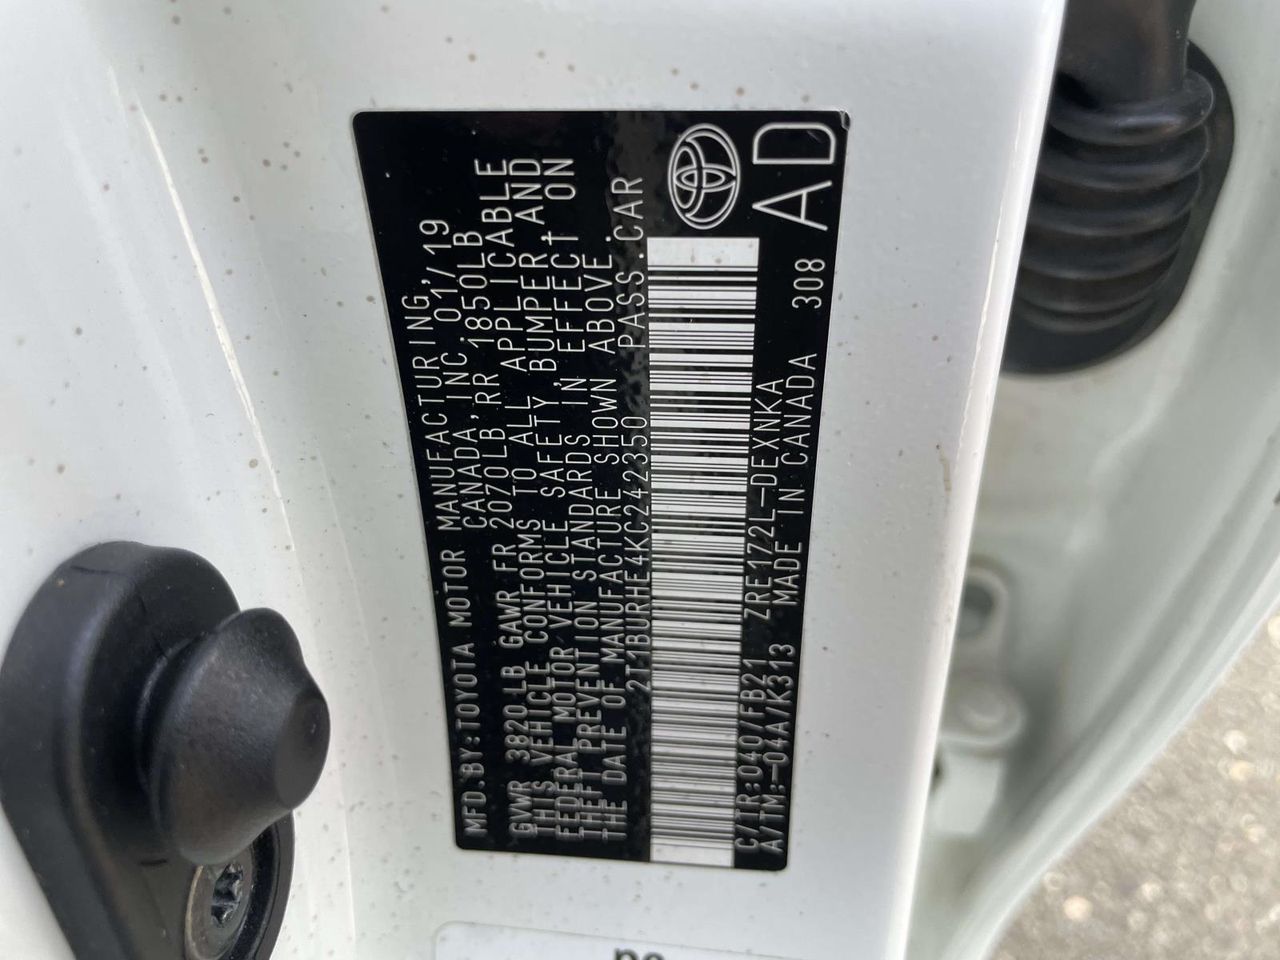 MFD.BY:TOYOTA MOTOR MANUFACTURING,
CANADA, INC. 01/19
GVWR 3820LB GAWR FR 2070LB RR 1850LB
THIS VEHICLE CONFORMS TO ALL APPLICABLE
FEDERAL MOTOR VEHICLE SAFETY, BUMPER, AND
THEFT PREVENTION STANDARDS IN EFFECT ON
THE DATE OF MANUFACTURE SHOWN ABOVE.
2T1BURHE4KC242350 PASS.CAR
C/TR:040/FB21 ZRE172L-DEXNKA
A/TM:-04A/K313 MADE IN CANADA 308
AD